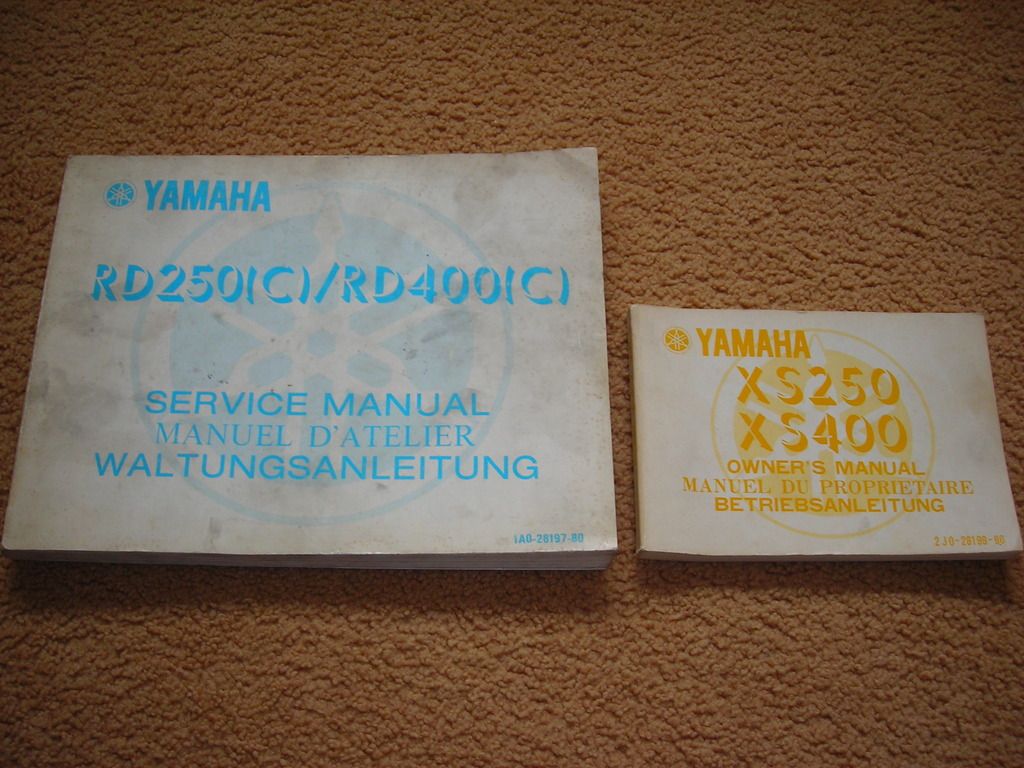 YAMAHA
RD250(C)/RD400(C)
SERVICE MANUAL
MANUEL D'ATELIER
WALTUNGSANLEITUNG
1A0-28197-80
YAMAHA
XS250
XS400
OWNER'S MANUAL
MANUEL DU PROPRIETAIRE
BETRIEBSANLEITUNG
2J0-28199-80